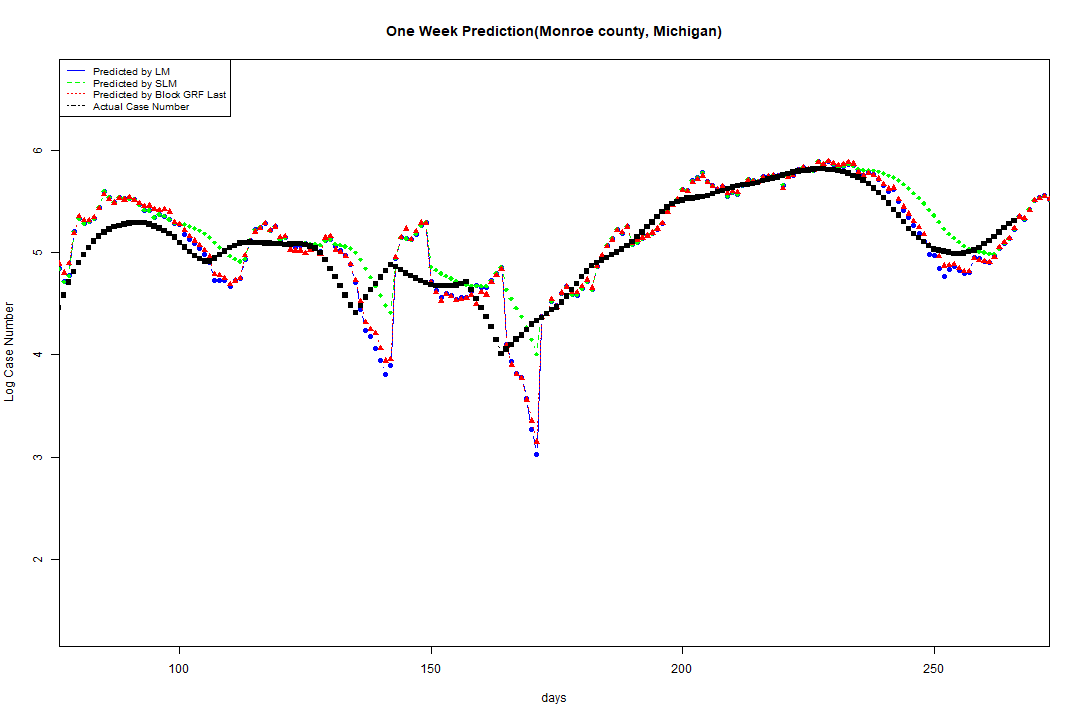 One Week Prediction(Monroe county, Michigan)
Predicted by LM
Predicted by SLM
Predicted by Block GRF Last
Actual Case Number
6
5
4
3
2
Log Case Number
100 150 200 250
days